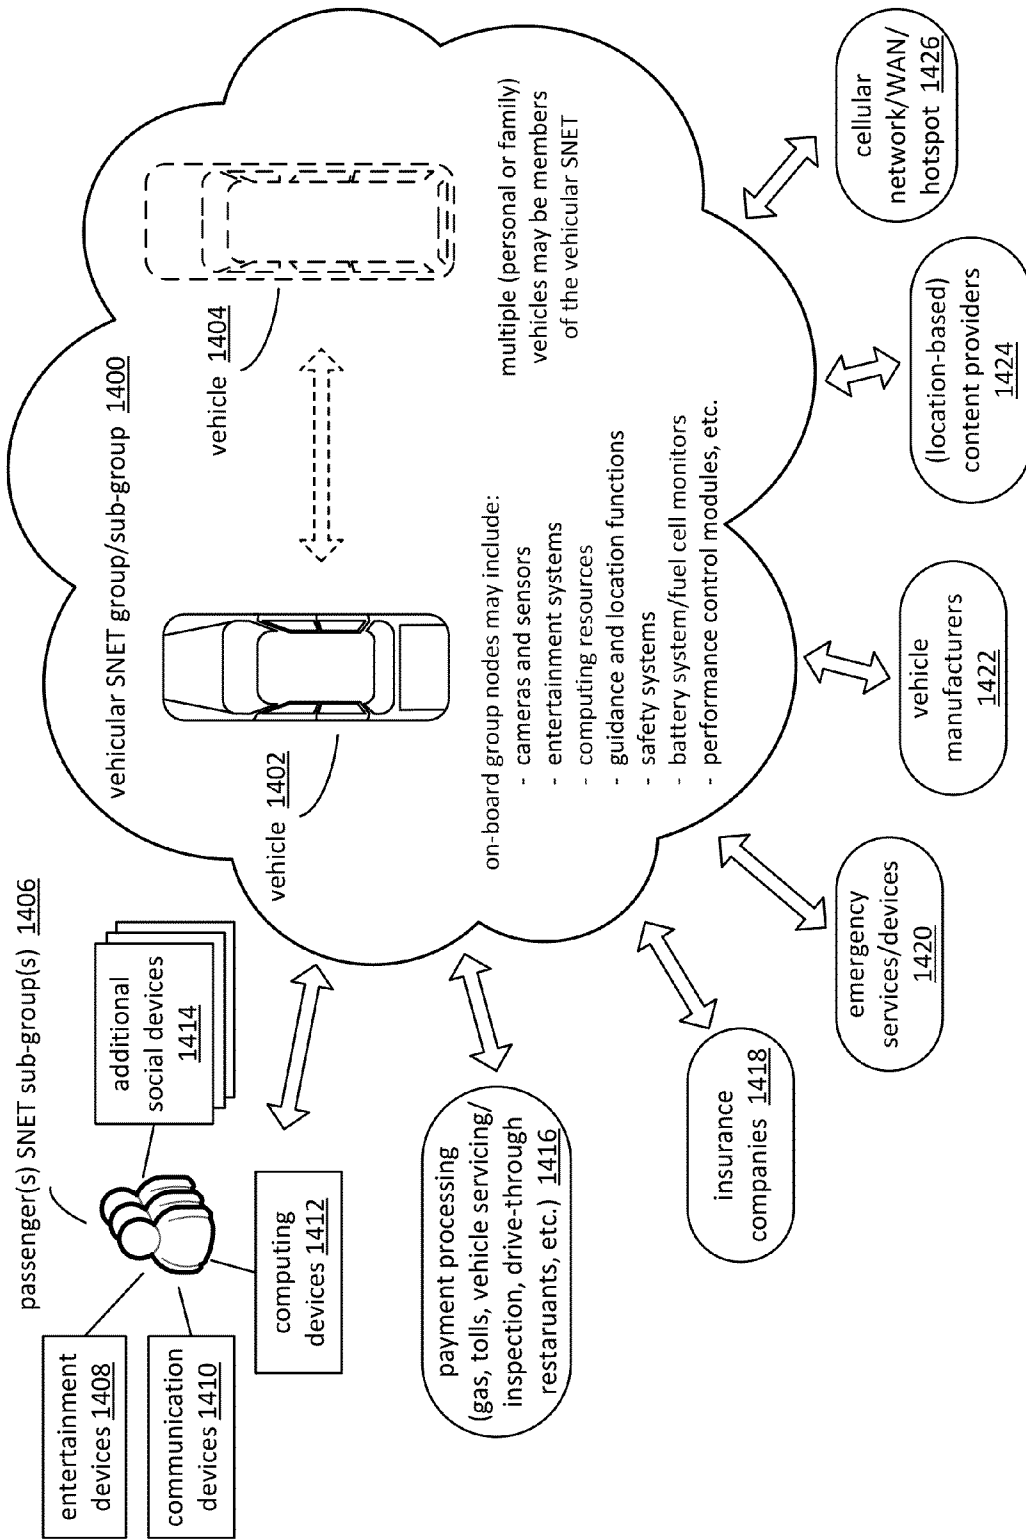 passenger(s) SNET sub-group(s) 1406
entertainment
devices 1408
communication
devices 1410
additional
social devices
1414
computing
devices 1412
vehicular SNET group/sub-group 1400
vehicle 1402
vehicle 1404
on-board group nodes may include:
- cameras and sensors
- entertainment systems
- computing resources
- guidance and location functions
- safety systems
- battery system/fuel cell monitors
- performance control modules, etc.
multiple (personal or family)
vehicles may be members
of the vehicular SNET
payment processing
(gas, tolls, vehicle servicing/
inspection, drive-through
restaruants, etc.) 1416
insurance
companies 1418
emergency
services/devices
1420
vehicle
manufacturers
1422
(location-based)
content providers
1424
cellular
network/WAN/
hotspot 1426